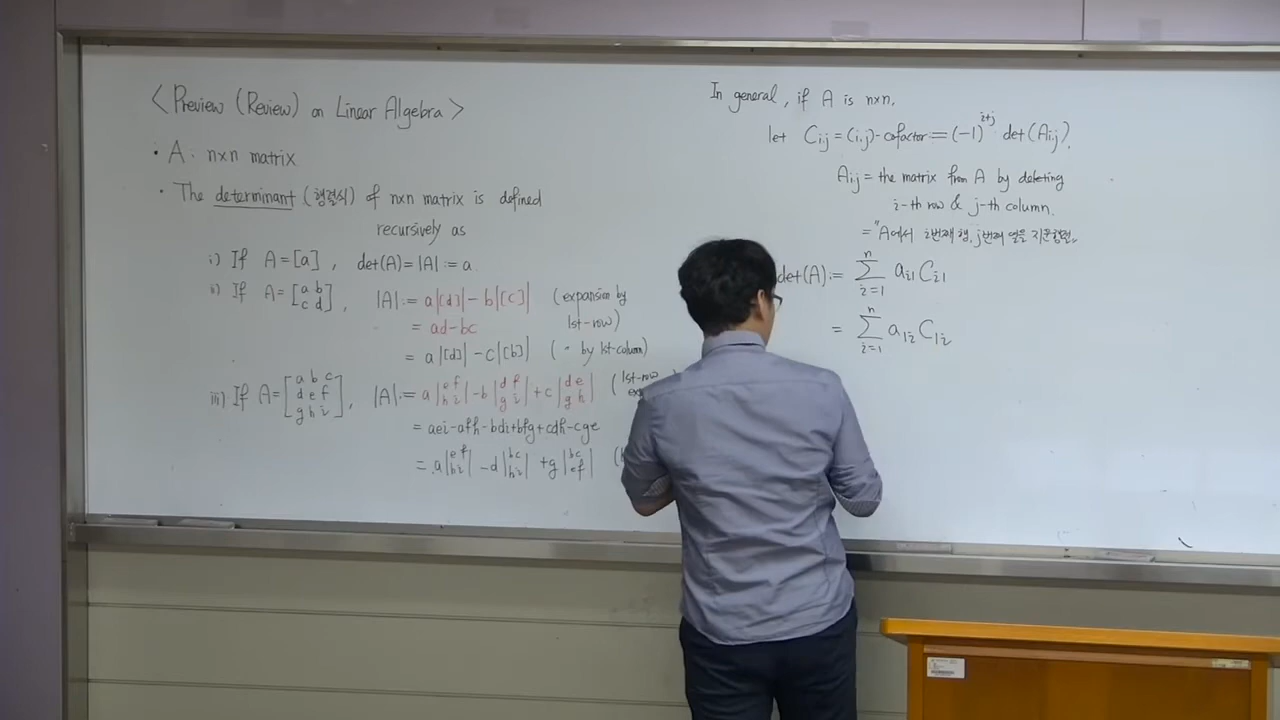 < Preview (Review) on Linear Algebra >
• A : n×n matrix
• The determinant (행렬식) of n×n matrix is defined
recursively as
i) If A=[a] , det(A)=|A| := a
ii) If A=[a b
c d] , |A| := a|[d]| - b|[c]| (expansion by
1st-row)
= ad-bc
= a|[d]| - c|[b]| ( " by 1st-column)
iii) If A=[a b c
d e f
g h i] , |A| := a|e f
h i| - b|d f
g i| + c|d e
g h| (1st-row
= aei-afh-bdi+bfg+cdh-cge
= a|e f
h i| - d|b c
h i| + g|b c
e f| (
In general, if A is n×n,
let Cij = (i,j)-cofactor = (-1)^i+j det(Aij).
Aij = the matrix from A by deleting
i-th row & j-th column.
= "A에서 i번째 행, j번째 열을 지운 행렬"
det(A) := n∑i=1 ai1 Ci1
= n∑i=1 a1i C1i